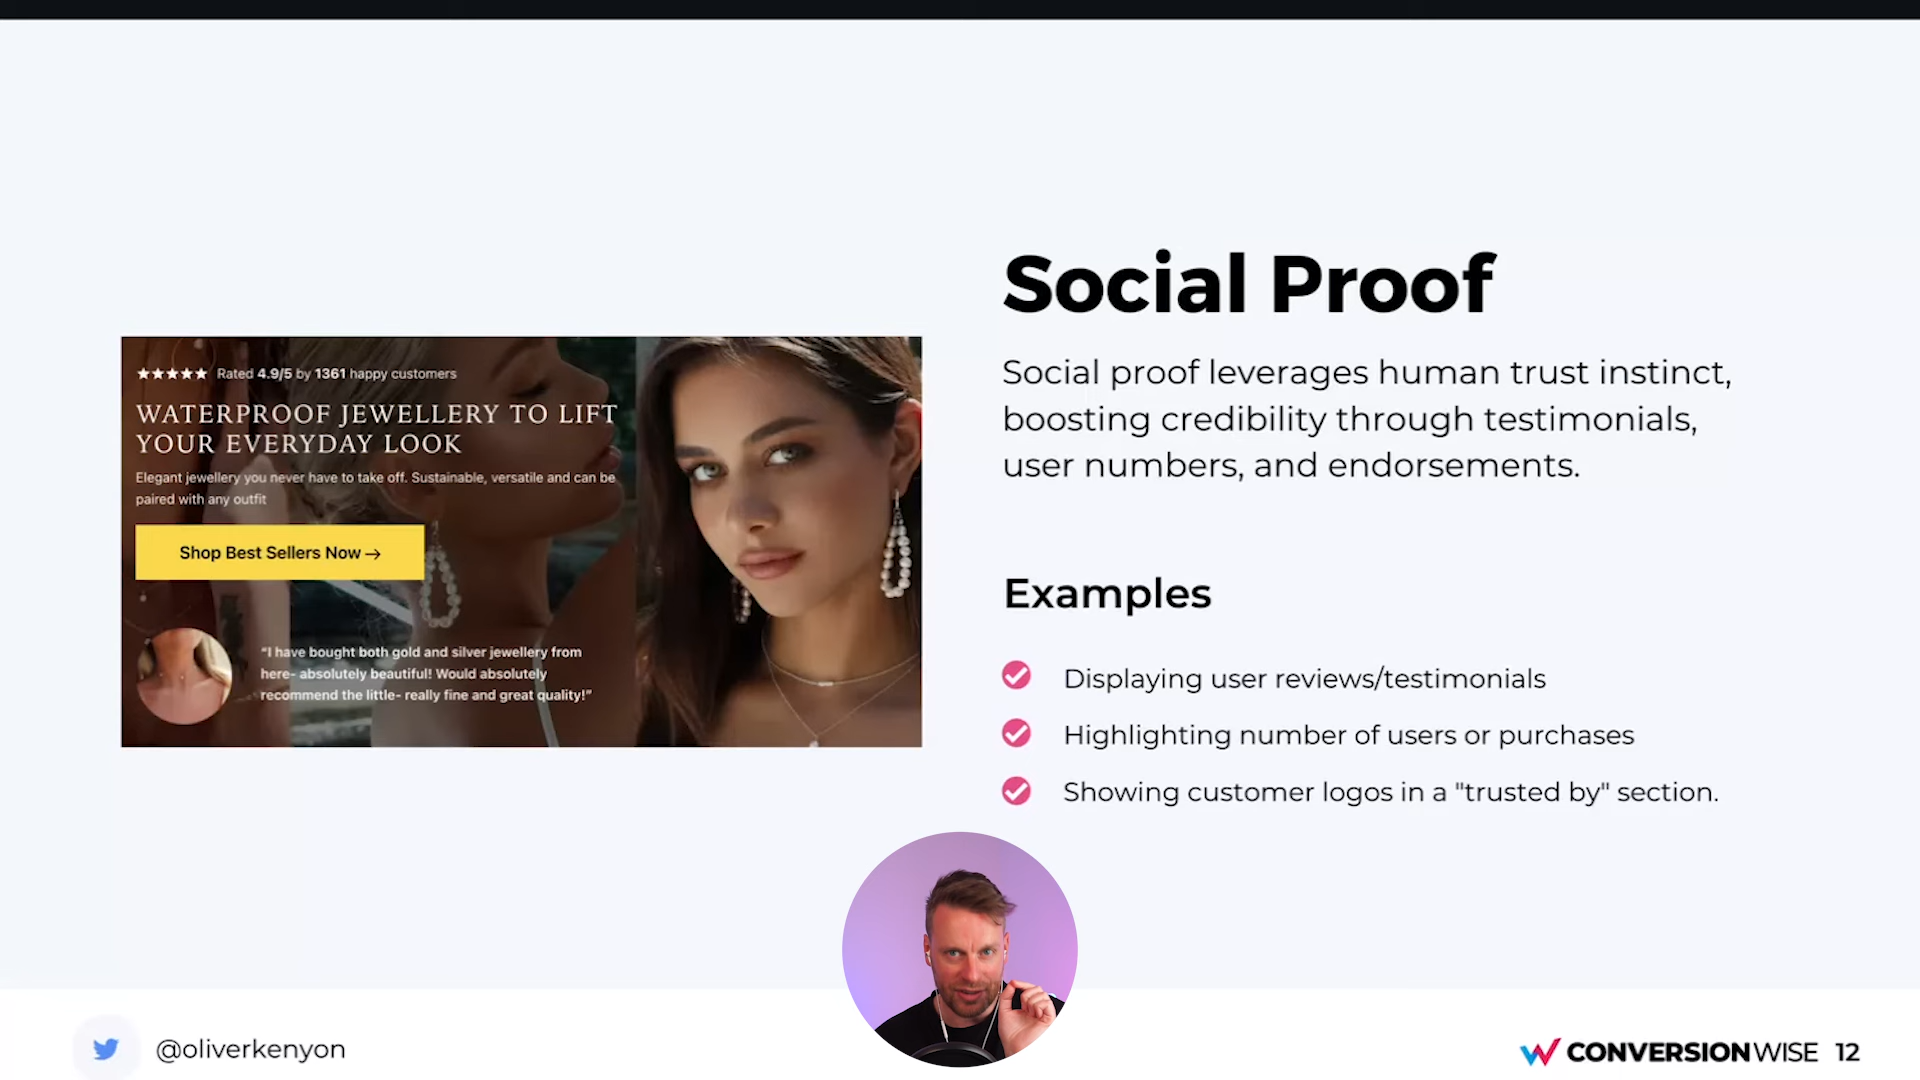 ★★★★★ Rated 4.9/5 by 1361 happy customers
WATERPROOF JEWELLERY TO LIFT
YOUR EVERYDAY LOOK
Elegant jewellery you never have to take off. Sustainable, versatile and can be
paired with any outfit
Shop Best Sellers Now →
“I have bought both gold and silver jewellery from
here- absolutely beautiful! Would absolutely
recommend the little- really fine and great quality!”
Social Proof
Social proof leverages human trust instinct,
boosting credibility through testimonials,
user numbers, and endorsements.
Examples
Displaying user reviews/testimonials
Highlighting number of users or purchases
Showing customer logos in a "trusted by" section.
@oliverkenyon
CONVERSIONWISE 12